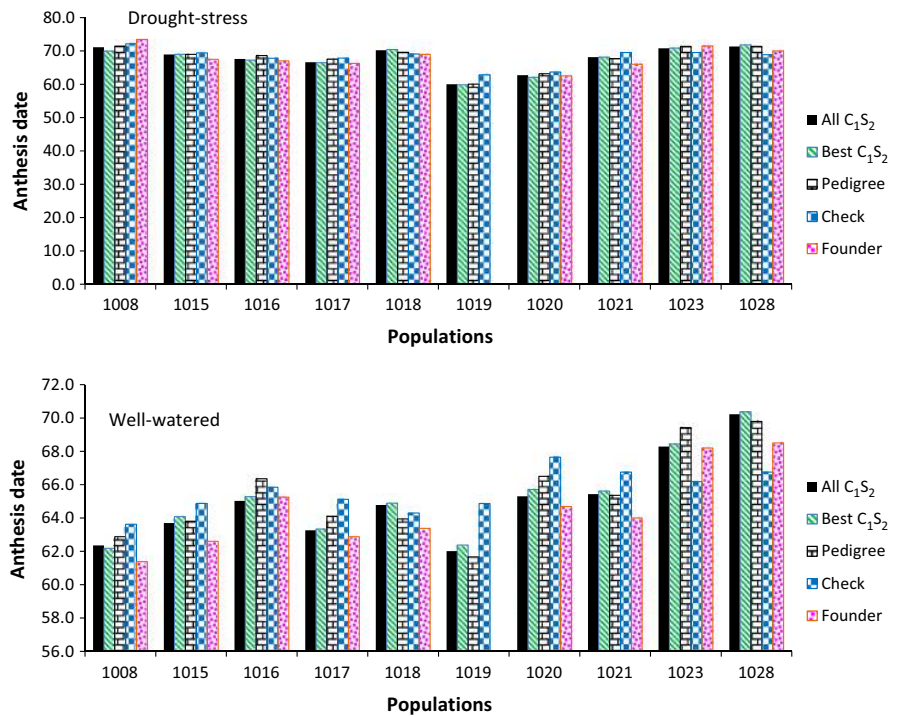 Drought-stress
Anthesis date
80.0
70.0
60.0
50.0
40.0
30.0
20.0
10.0
0.0
1008 1015 1016 1017 1018 1019 1020 1021 1023 1028
Populations
All C₁S₂
Best C₁S₂
Pedigree
Check
Founder
Well-watered
Anthesis date
72.0
70.0
68.0
66.0
64.0
62.0
60.0
58.0
56.0
1008 1015 1016 1017 1018 1019 1020 1021 1023 1028
Populations
All C₁S₂
Best C₁S₂
Pedigree
Check
Founder